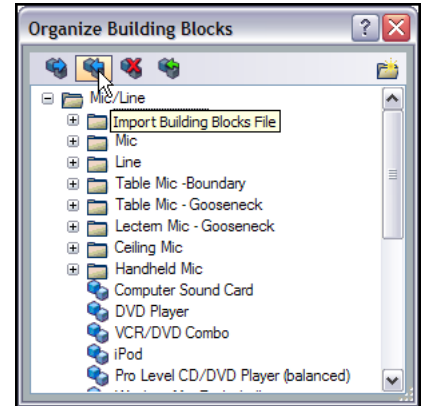 Organize Building Blocks
Mic/Line
Import Building Blocks File
Mic
Line
Table Mic -Boundary
Table Mic - Gooseneck
Lectern Mic - Gooseneck
Ceiling Mic
Handheld Mic
Computer Sound Card
DVD Player
VCR/DVD Combo
iPod
Pro Level CD/DVD Player (balanced)